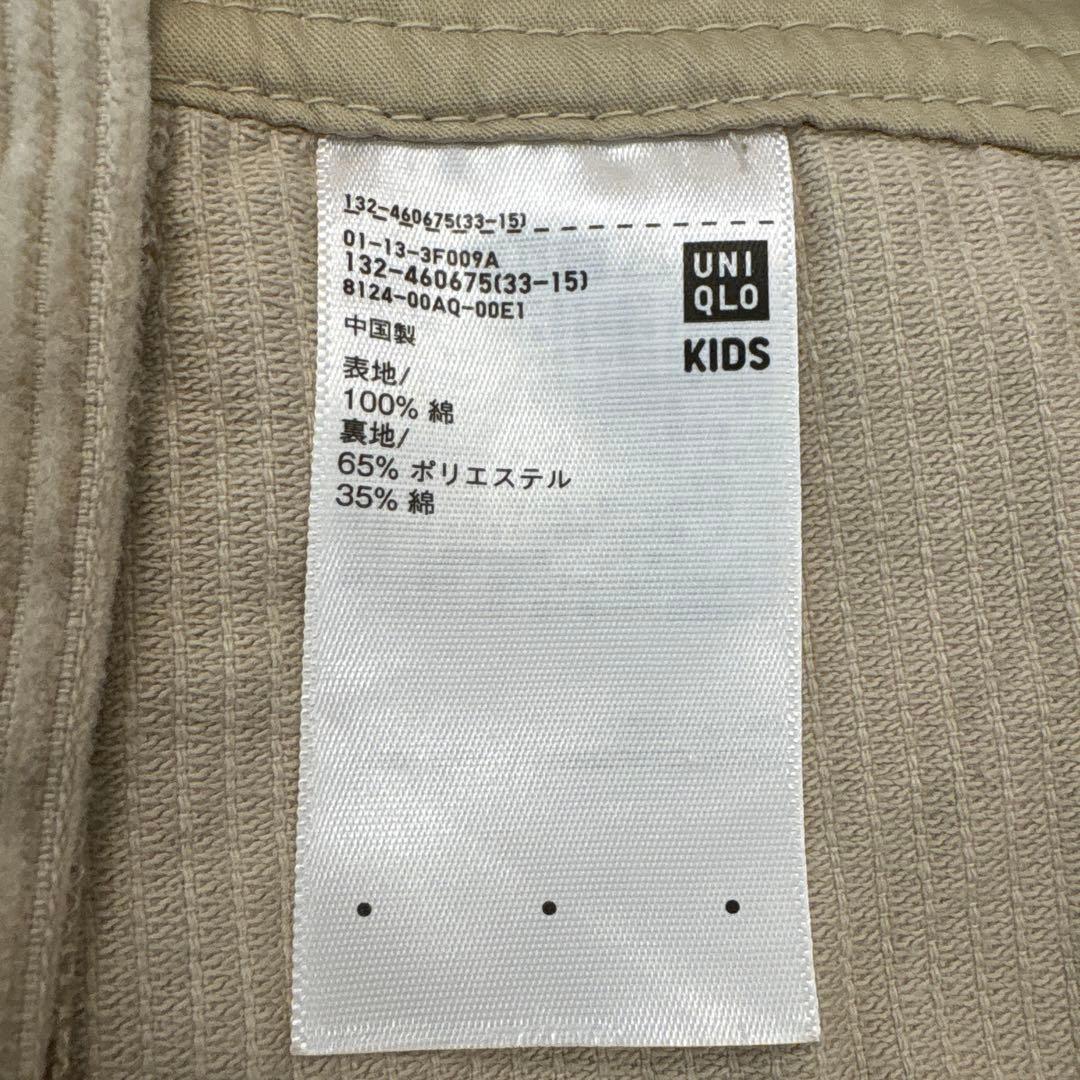 132-460675(33-15)
01-13-3F009A
132-460675(33-15)
8124-00AQ-00E1
中国製
表地/
100% 綿
裏地/
65% ポリエステル
35% 綿
UNI
QLO
KIDS